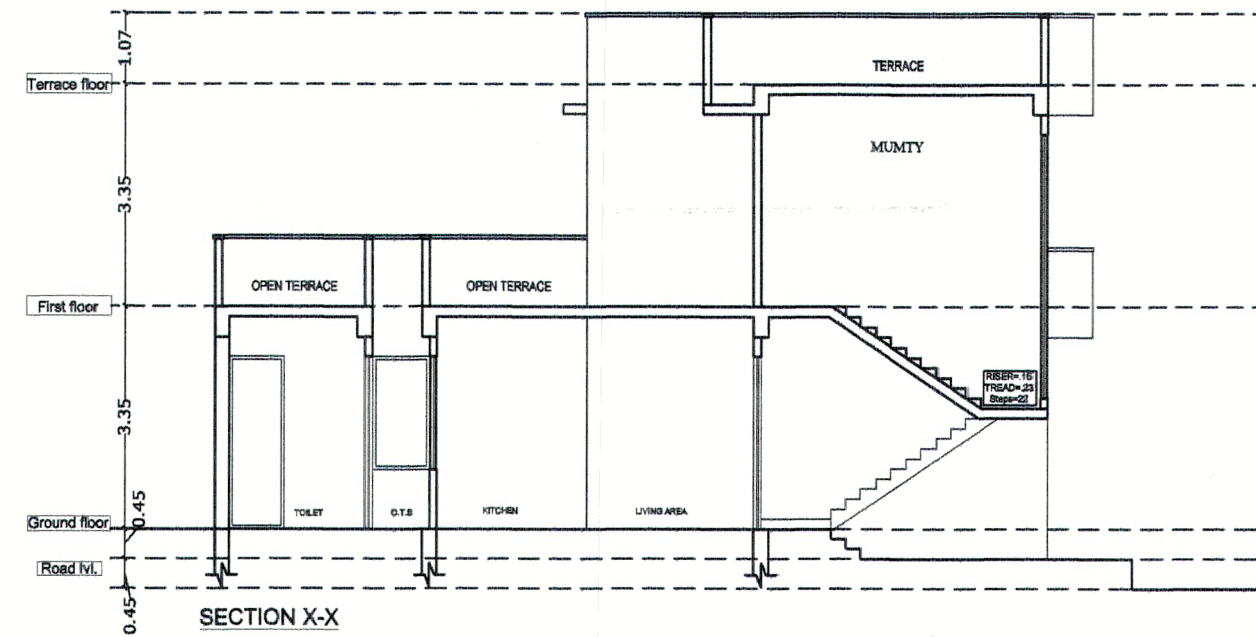 1.07
Terrace floor
TERRACE
MUMTY
3.35
OPEN TERRACE
OPEN TERRACE
First floor
RISER=.15
TREAD=.23
Steps=22
3.35
0.45
TOILET
O.T.S
KITCHEN
LIVING AREA
Ground floor
Road lvl.
0.45
SECTION X-X